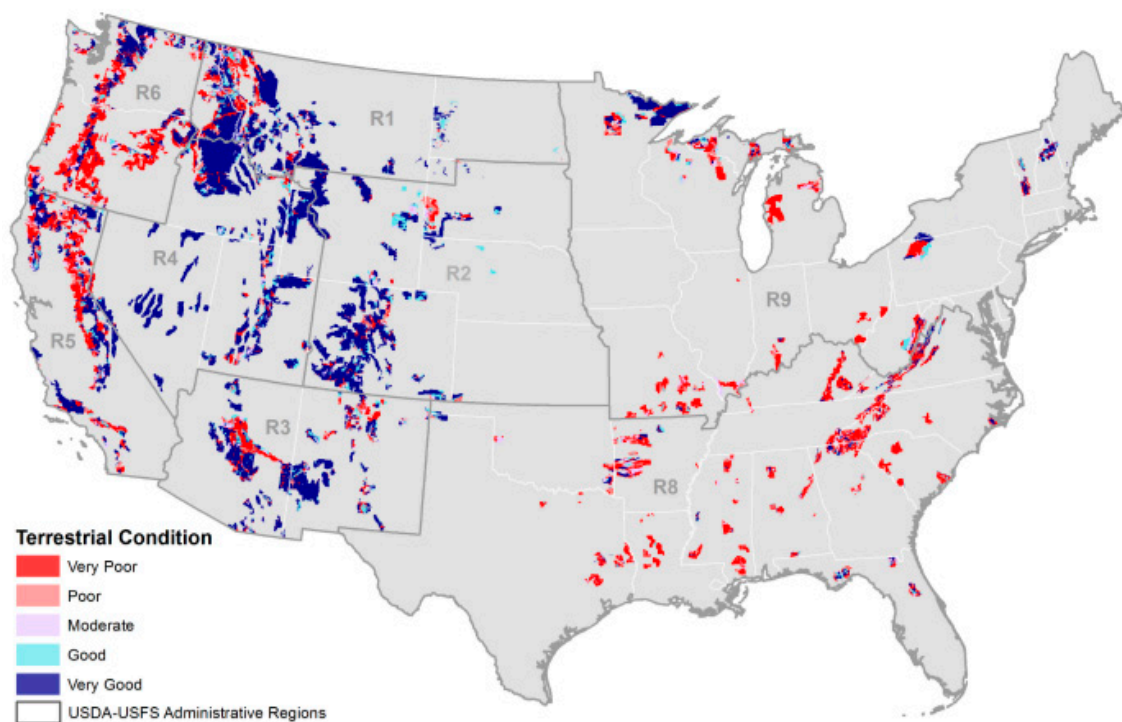 R6
R1
R4
R2
R9
R5
R3
R8
Terrestrial Condition
Very Poor
Poor
Moderate
Good
Very Good
USDA-USFS Administrative Regions